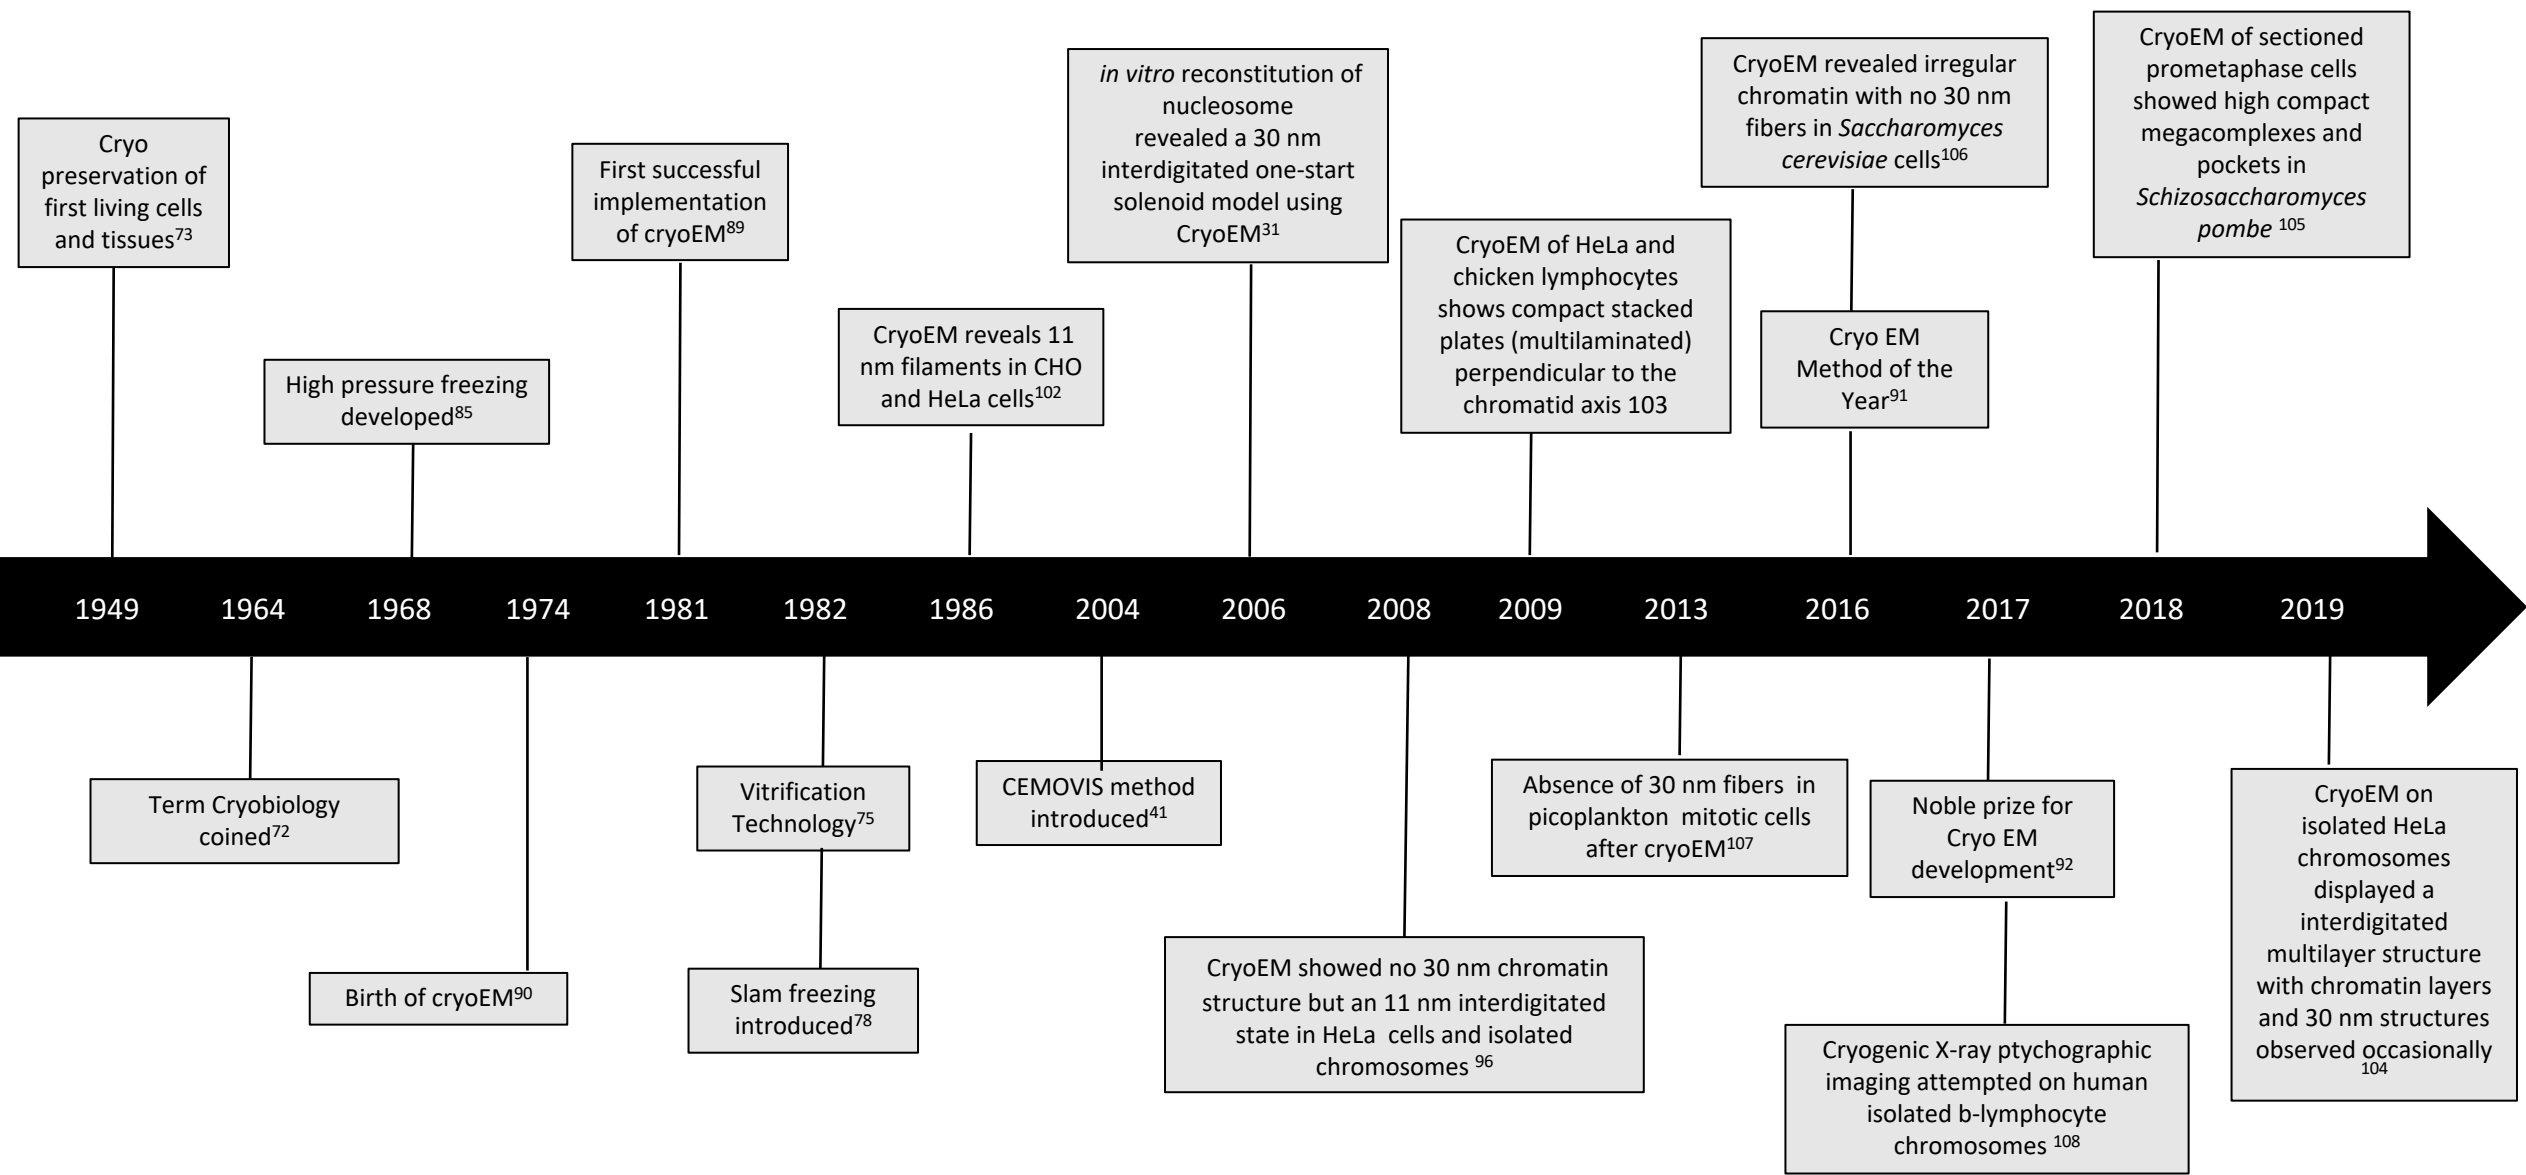 Cryo
preservation of
first living cells
and tissues73
High pressure freezing
developed85
First successful
implementation
of cryoEM89
CryoEM reveals 11
nm filaments in CHO
and HeLa cells102
in vitro reconstitution of
nucleosome
revealed a 30 nm
interdigitated one-start
solenoid model using
CryoEM31
CryoEM of HeLa and
chicken lymphocytes
shows compact stacked
plates (multilaminated)
perpendicular to the
chromatid axis 103
CryoEM revealed irregular
chromatin with no 30 nm
fibers in Saccharomyces
cerevisiae cells106
Cryo EM
Method of the
Year91
CryoEM of sectioned
prometaphase cells
showed high compact
megacomplexes and
pockets in
Schizosaccharomyces
pombe 105
1949 1964 1968 1974 1981 1982 1986 2004 2006 2008 2009 2013 2016 2017 2018 2019
Term Cryobiology
coined72
Birth of cryoEM90
Vitrification
Technology75
Slam freezing
introduced78
CEMOVIS method
introduced41
CryoEM showed no 30 nm chromatin
structure but an 11 nm interdigitated
state in HeLa cells and isolated
chromosomes 96
Absence of 30 nm fibers in
picoplankton mitotic cells
after cryoEM107
Noble prize for
Cryo EM
development92
Cryogenic X-ray ptychographic
imaging attempted on human
isolated b-lymphocyte
chromosomes 108
CryoEM on
isolated HeLa
chromosomes
displayed a
interdigitated
multilayer structure
with chromatin layers
and 30 nm structures
observed occasionally
104